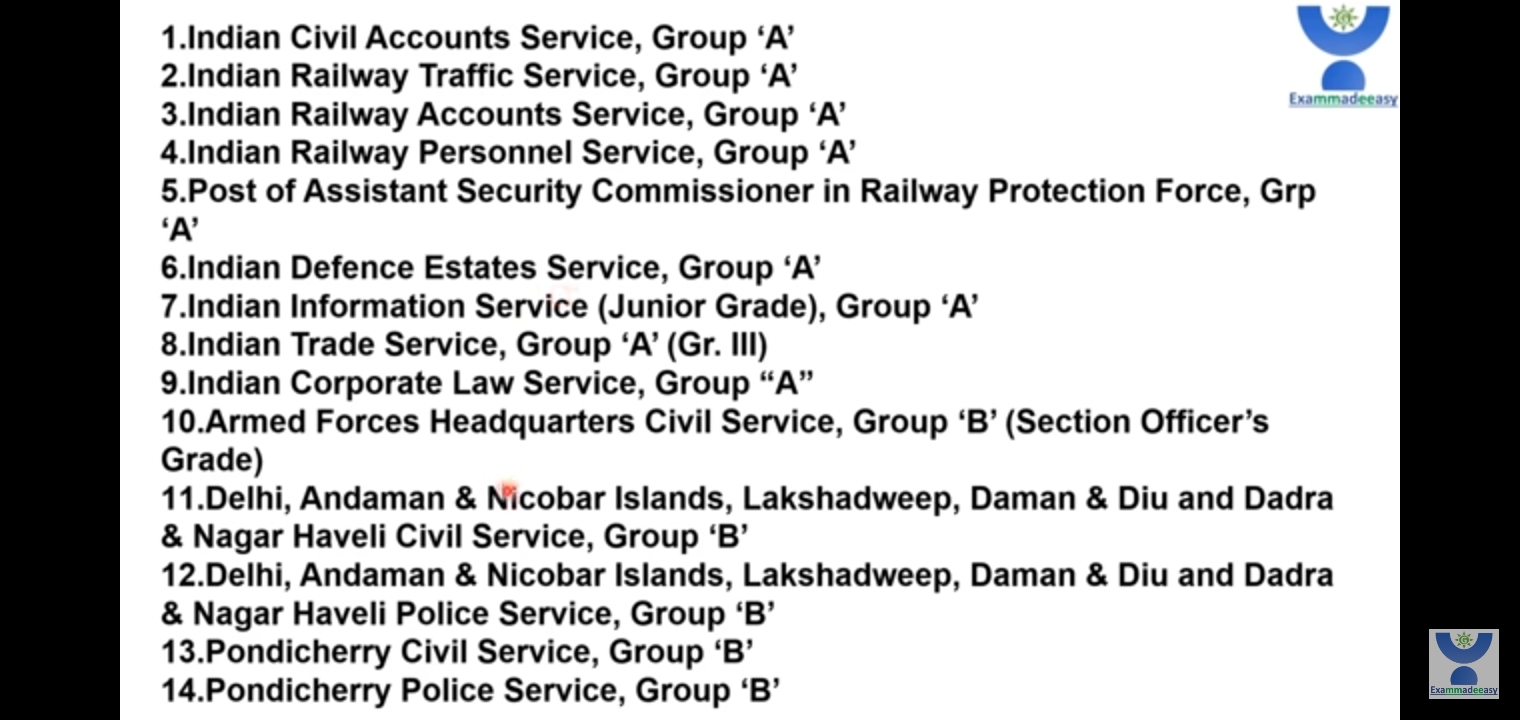 1.Indian Civil Accounts Service, Group ‘A’
2.Indian Railway Traffic Service, Group ‘A’
3.Indian Railway Accounts Service, Group ‘A’
4.Indian Railway Personnel Service, Group ‘A’
5.Post of Assistant Security Commissioner in Railway Protection Force, Grp
‘A’
6.Indian Defence Estates Service, Group ‘A’
7.Indian Information Service (Junior Grade), Group ‘A’
8.Indian Trade Service, Group ‘A’ (Gr. III)
9.Indian Corporate Law Service, Group “A”
10.Armed Forces Headquarters Civil Service, Group ‘B’ (Section Officer’s
Grade)
11.Delhi, Andaman & Nicobar Islands, Lakshadweep, Daman & Diu and Dadra
& Nagar Haveli Civil Service, Group ‘B’
12.Delhi, Andaman & Nicobar Islands, Lakshadweep, Daman & Diu and Dadra
& Nagar Haveli Police Service, Group ‘B’
13.Pondicherry Civil Service, Group ‘B’
14.Pondicherry Police Service, Group ‘B’
G
Exammadeeasy
G
Exammadeeasy